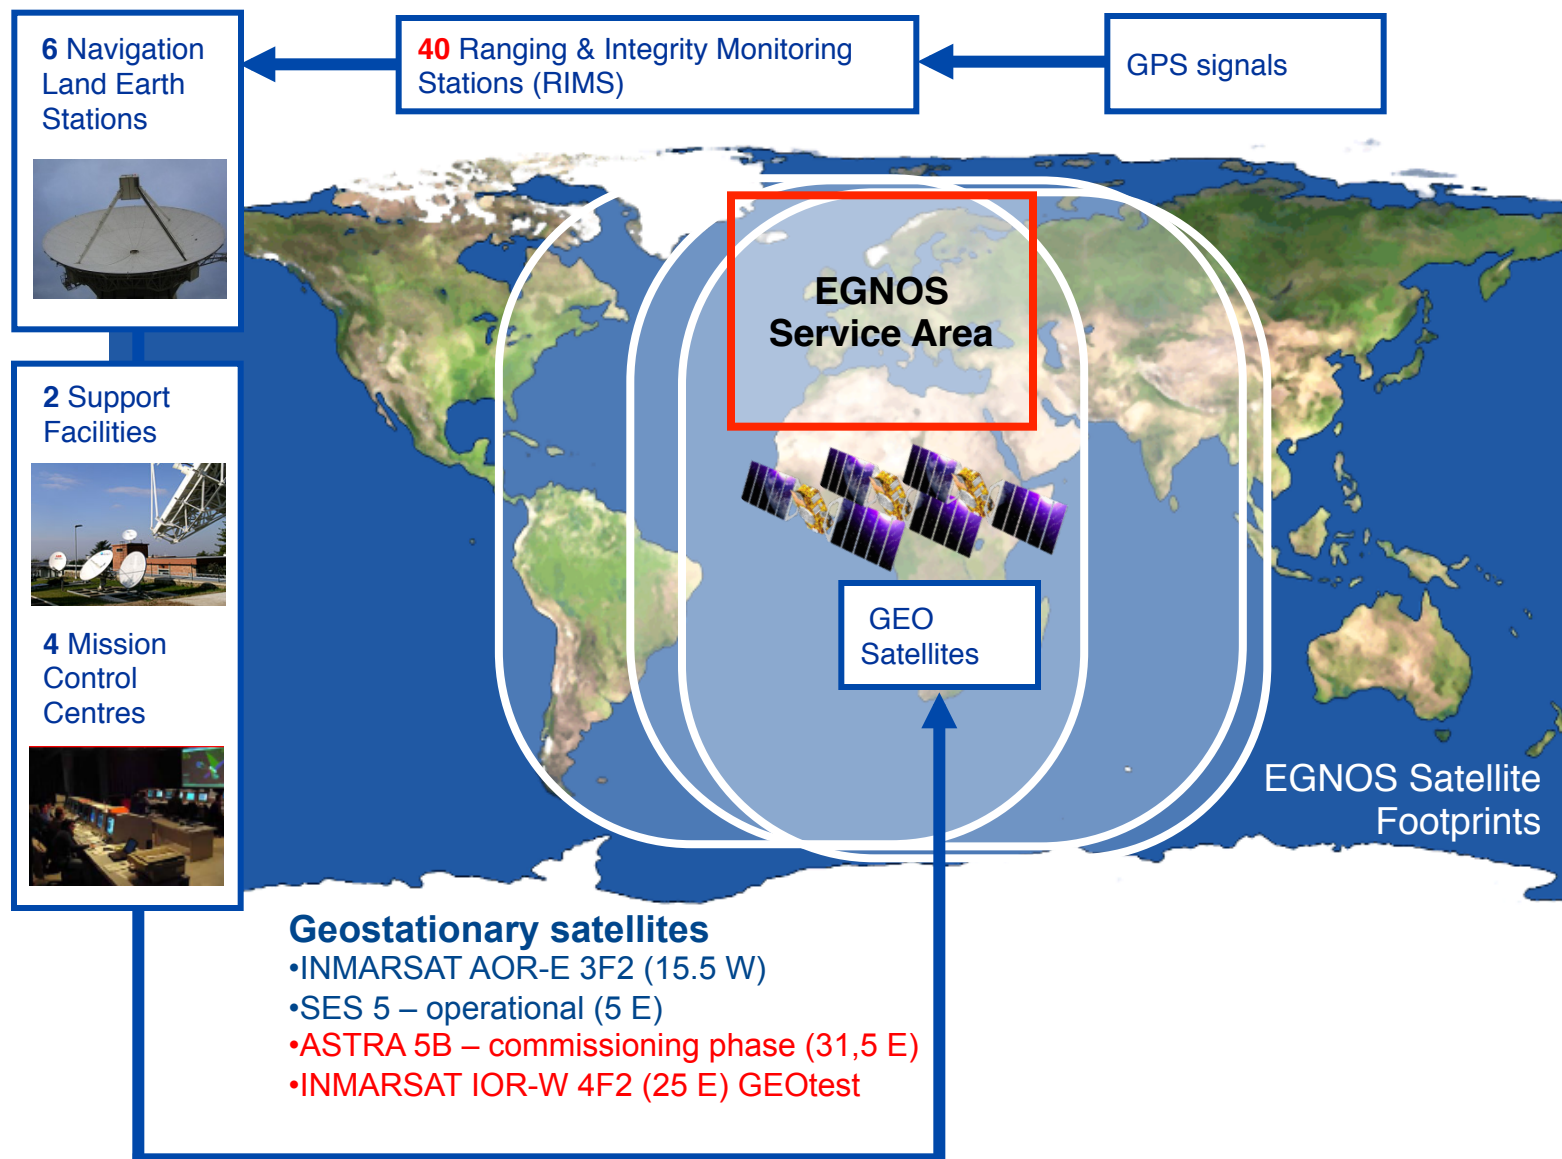 6 Navigation
Land Earth
Stations
40 Ranging & Integrity Monitoring
Stations (RIMS)
GPS signals
EGNOS
Service Area
2 Support
Facilities
4 Mission
Control
Centres
GEO
Satellites
EGNOS Satellite
Footprints
Geostationary satellites
•INMARSAT AOR-E 3F2 (15.5 W)
•SES 5 – operational (5 E)
•ASTRA 5B – commissioning phase (31,5 E)
•INMARSAT IOR-W 4F2 (25 E) GEOtest